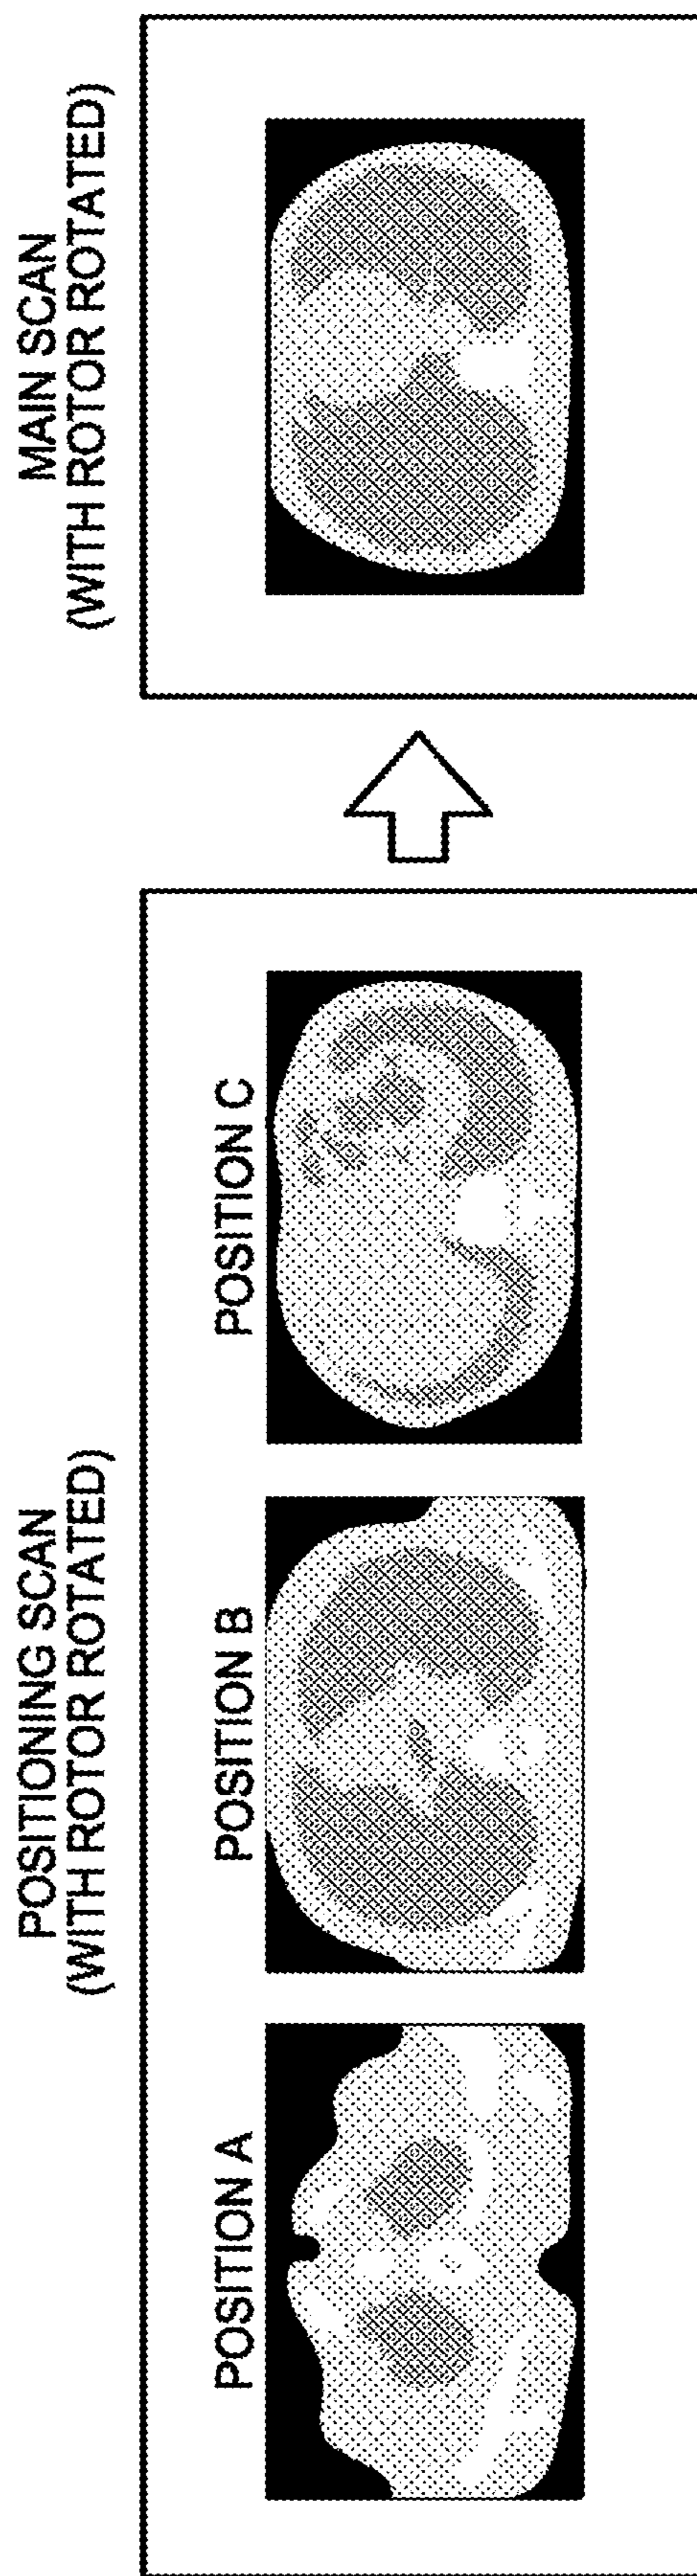 POSITIONING SCAN
(WITH ROTOR ROTATED)
POSITION A
POSITION B
POSITION C
MAIN SCAN
(WITH ROTOR ROTATED)